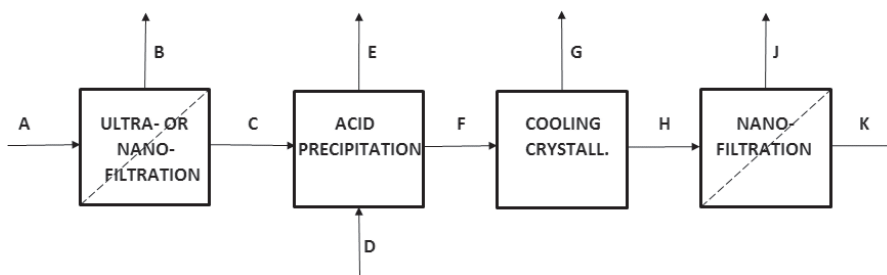 B
E
G
J
A
ULTRA- OR
NANO-
FILTRATION
C
ACID
PRECIPITATION
F
COOLING
CRYSTALL.
H
NANO-
FILTRATION
K
D